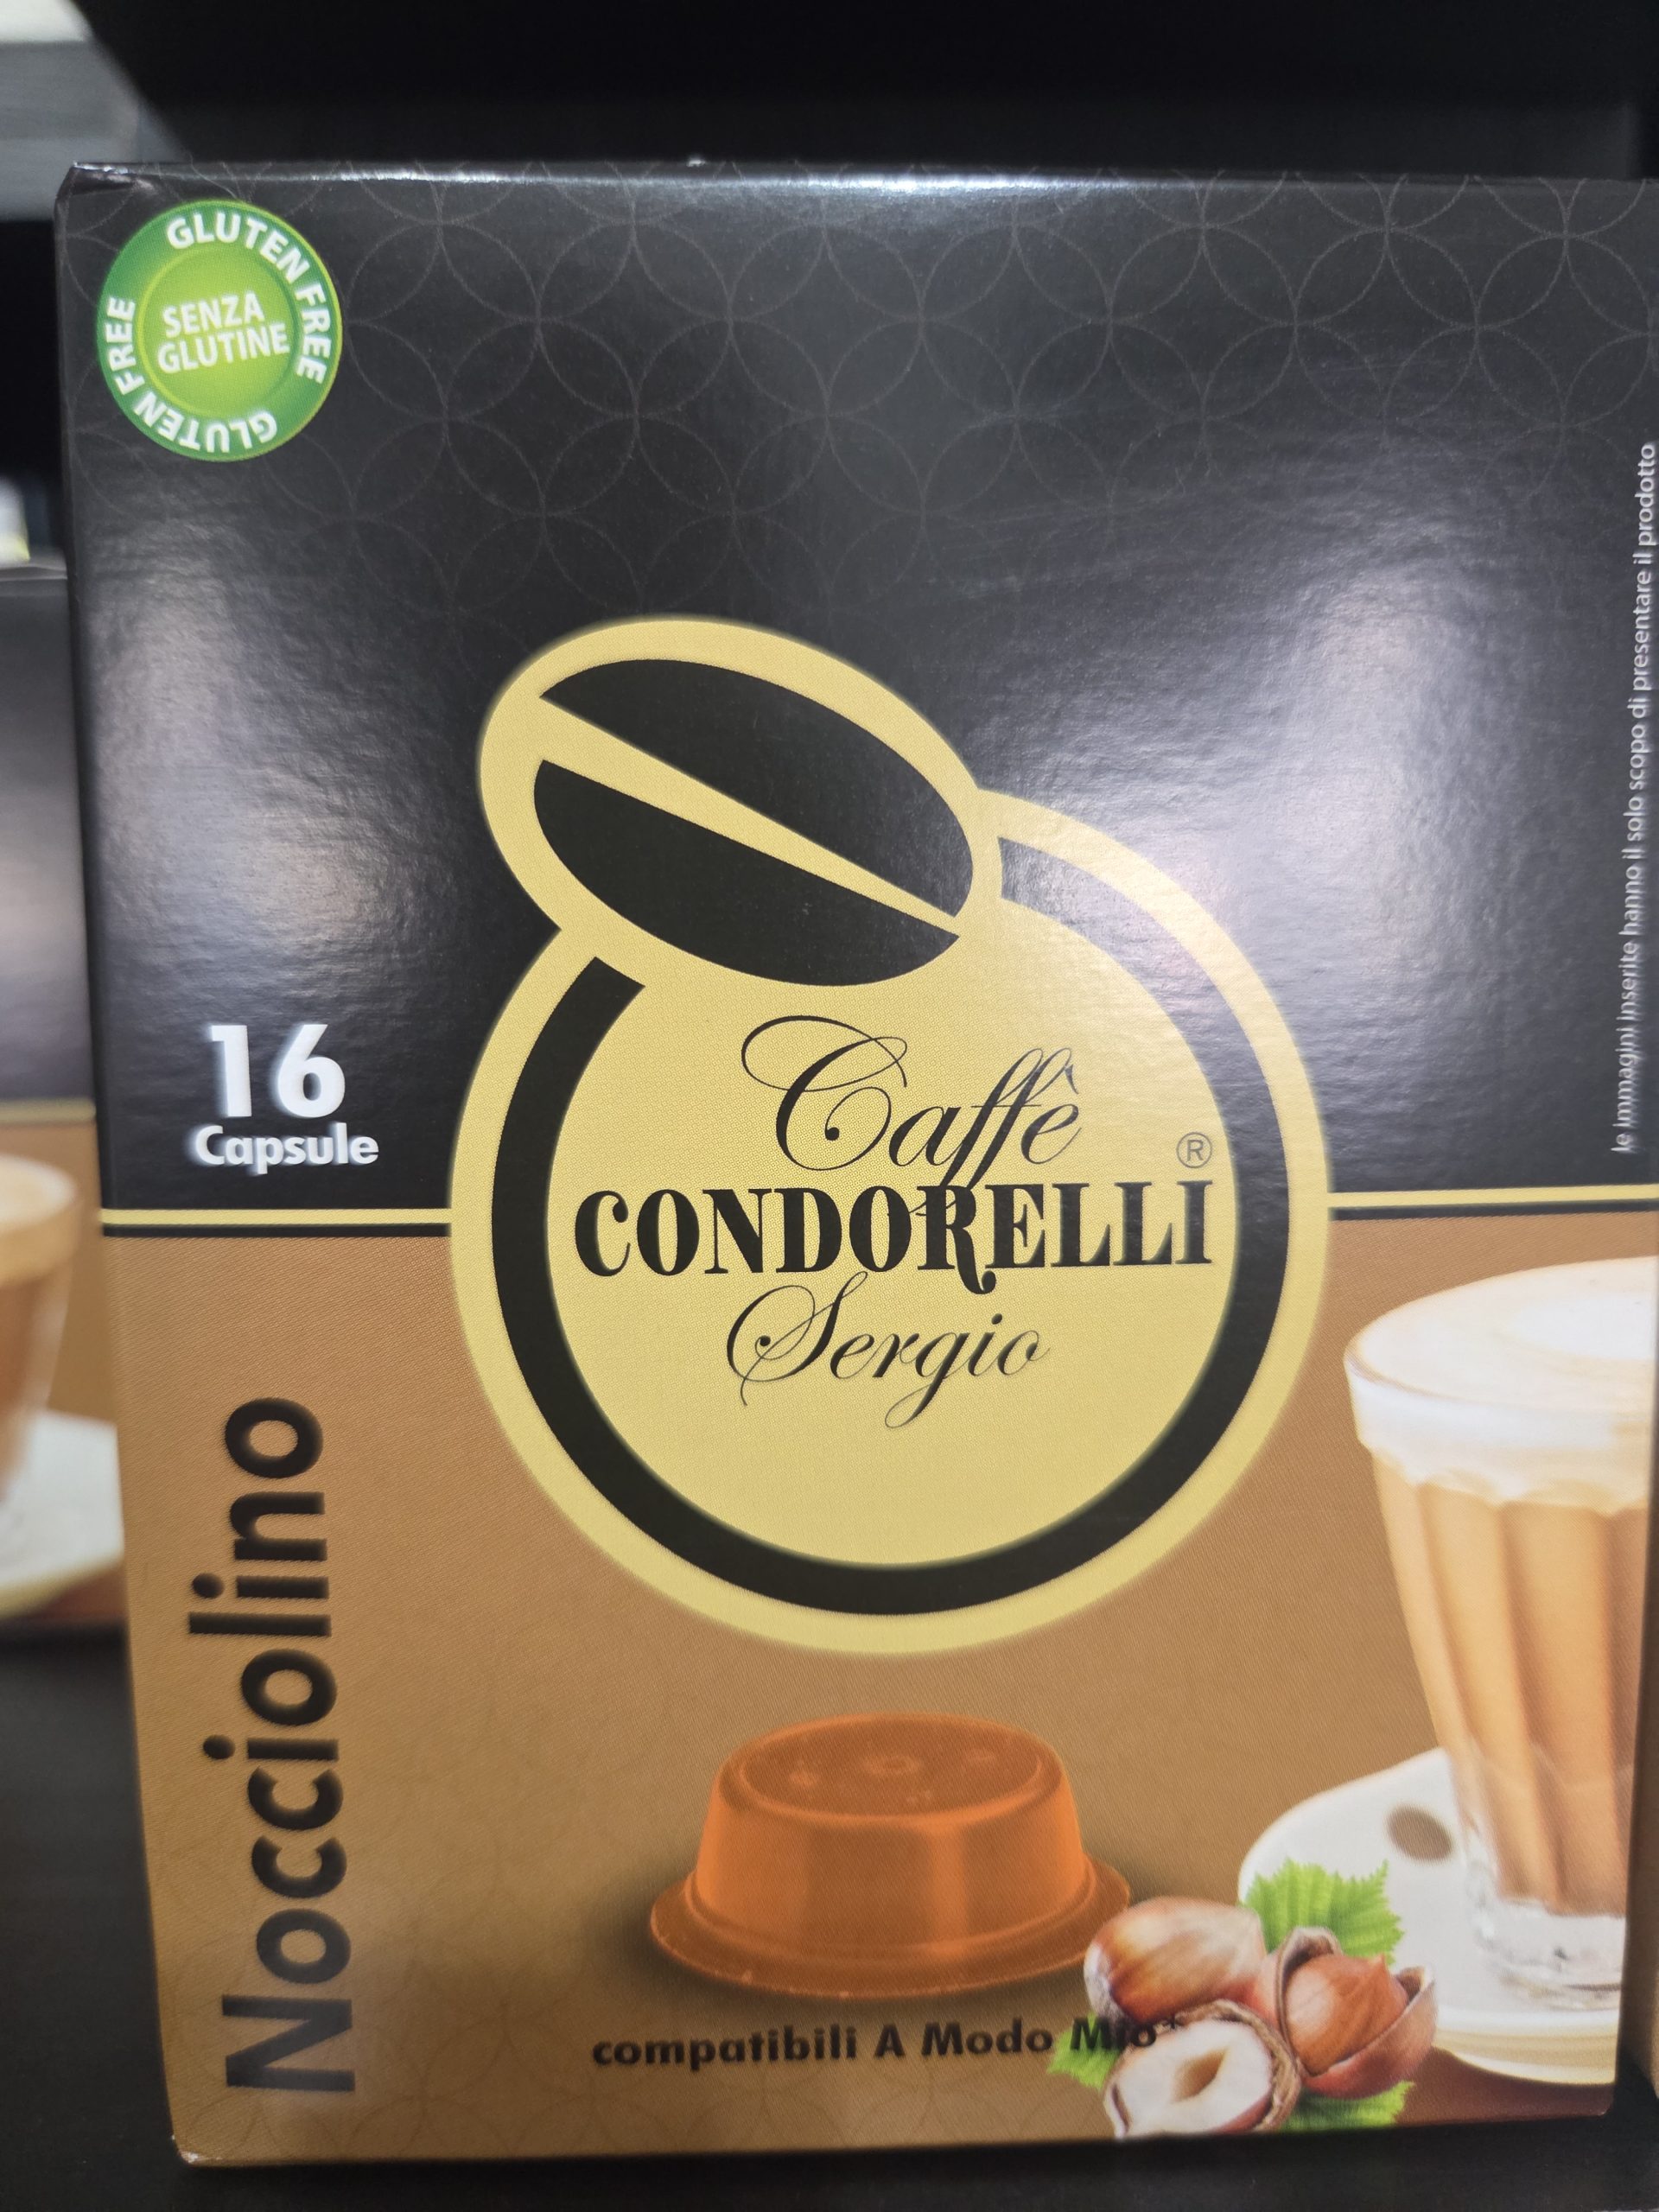 GLUTEN FREE
GLUTEN FREE
SENZA
GLUTINE
16
Capsule
Caffè
CONDORELLI®
Sergio
Nocciolino
compatibili A Modo Mio*
le immagini inserite hanno il solo scopo di presentare il prodotto